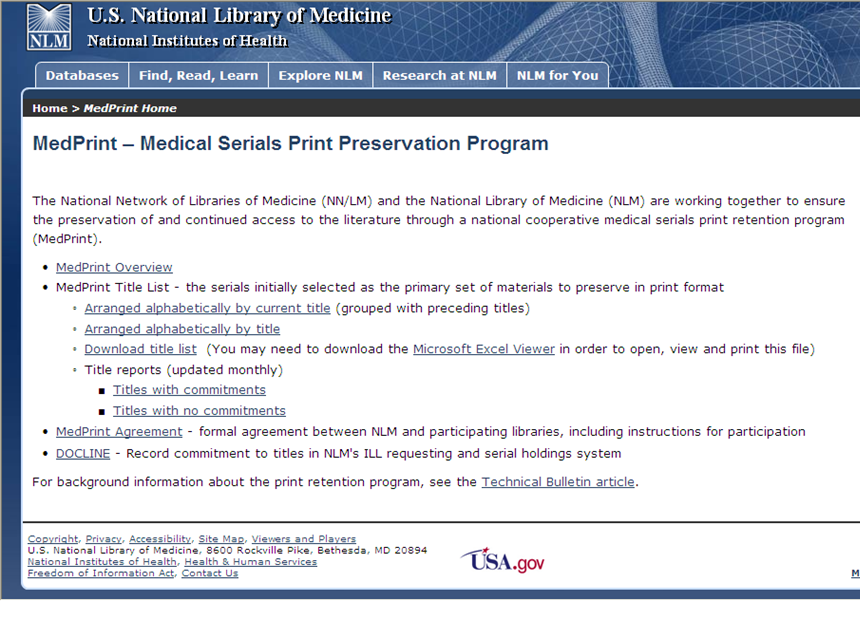 U.S. National Library of Medicine
NLM
National Institutes of Health
Databases Find, Read, Learn Explore NLM Research at NLM NLM for You
Home > MedPrint Home
MedPrint – Medical Serials Print Preservation Program
The National Network of Libraries of Medicine (NN/LM) and the National Library of Medicine (NLM) are working together to ensure
the preservation of and continued access to the literature through a national cooperative medical serials print retention program
(MedPrint).
• MedPrint Overview
• MedPrint Title List - the serials initially selected as the primary set of materials to preserve in print format
◦ Arranged alphabetically by current title (grouped with preceding titles)
◦ Arranged alphabetically by title
◦ Download title list (You may need to download the Microsoft Excel Viewer in order to open, view and print this file)
◦ Title reports (updated monthly)
▪ Titles with commitments
▪ Titles with no commitments
• MedPrint Agreement - formal agreement between NLM and participating libraries, including instructions for participation
• DOCLINE - Record commitment to titles in NLM's ILL requesting and serial holdings system
For background information about the print retention program, see the Technical Bulletin article.
Copyright, Privacy, Accessibility, Site Map, Viewers and Players
U.S. National Library of Medicine, 8600 Rockville Pike, Bethesda, MD 20894
National Institutes of Health, Health & Human Services
Freedom of Information Act, Contact Us
USA.gov
M